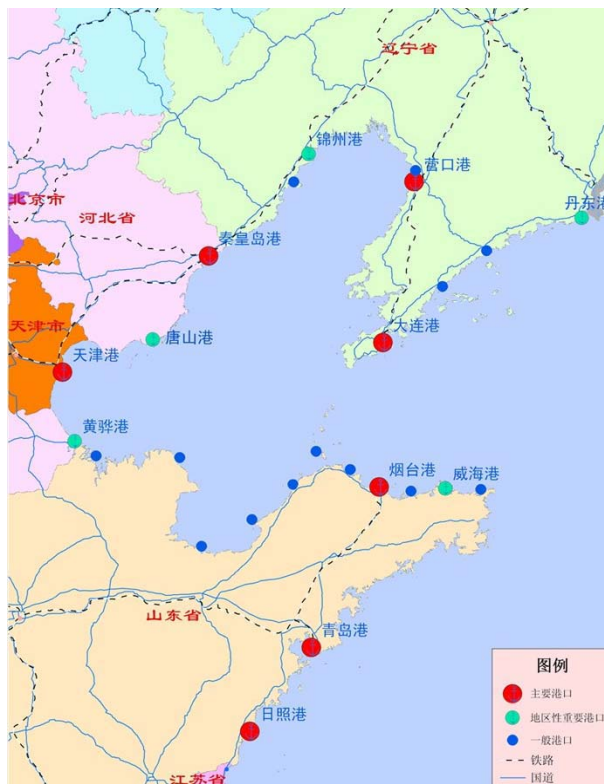 辽宁省
锦州港
营口港
北京市
丹东港
河北省
秦皇岛港
天津市
唐山港
大连港
天津港
黄骅港
烟台港
威海港
山东省
青岛港
日照港
江苏省
图例
主要港口
地区性重要港口
一般港口
铁路
国道